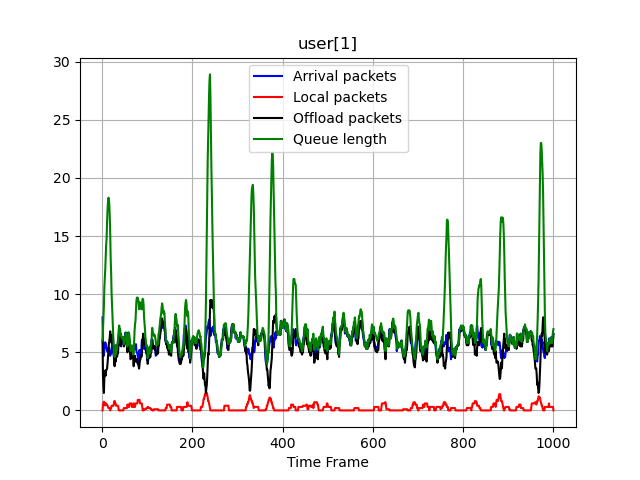 user[1]
30
25
20
15
10
5
0
Arrival packets
Local packets
Offload packets
Queue length
0 200 400 600 800 1000
Time Frame